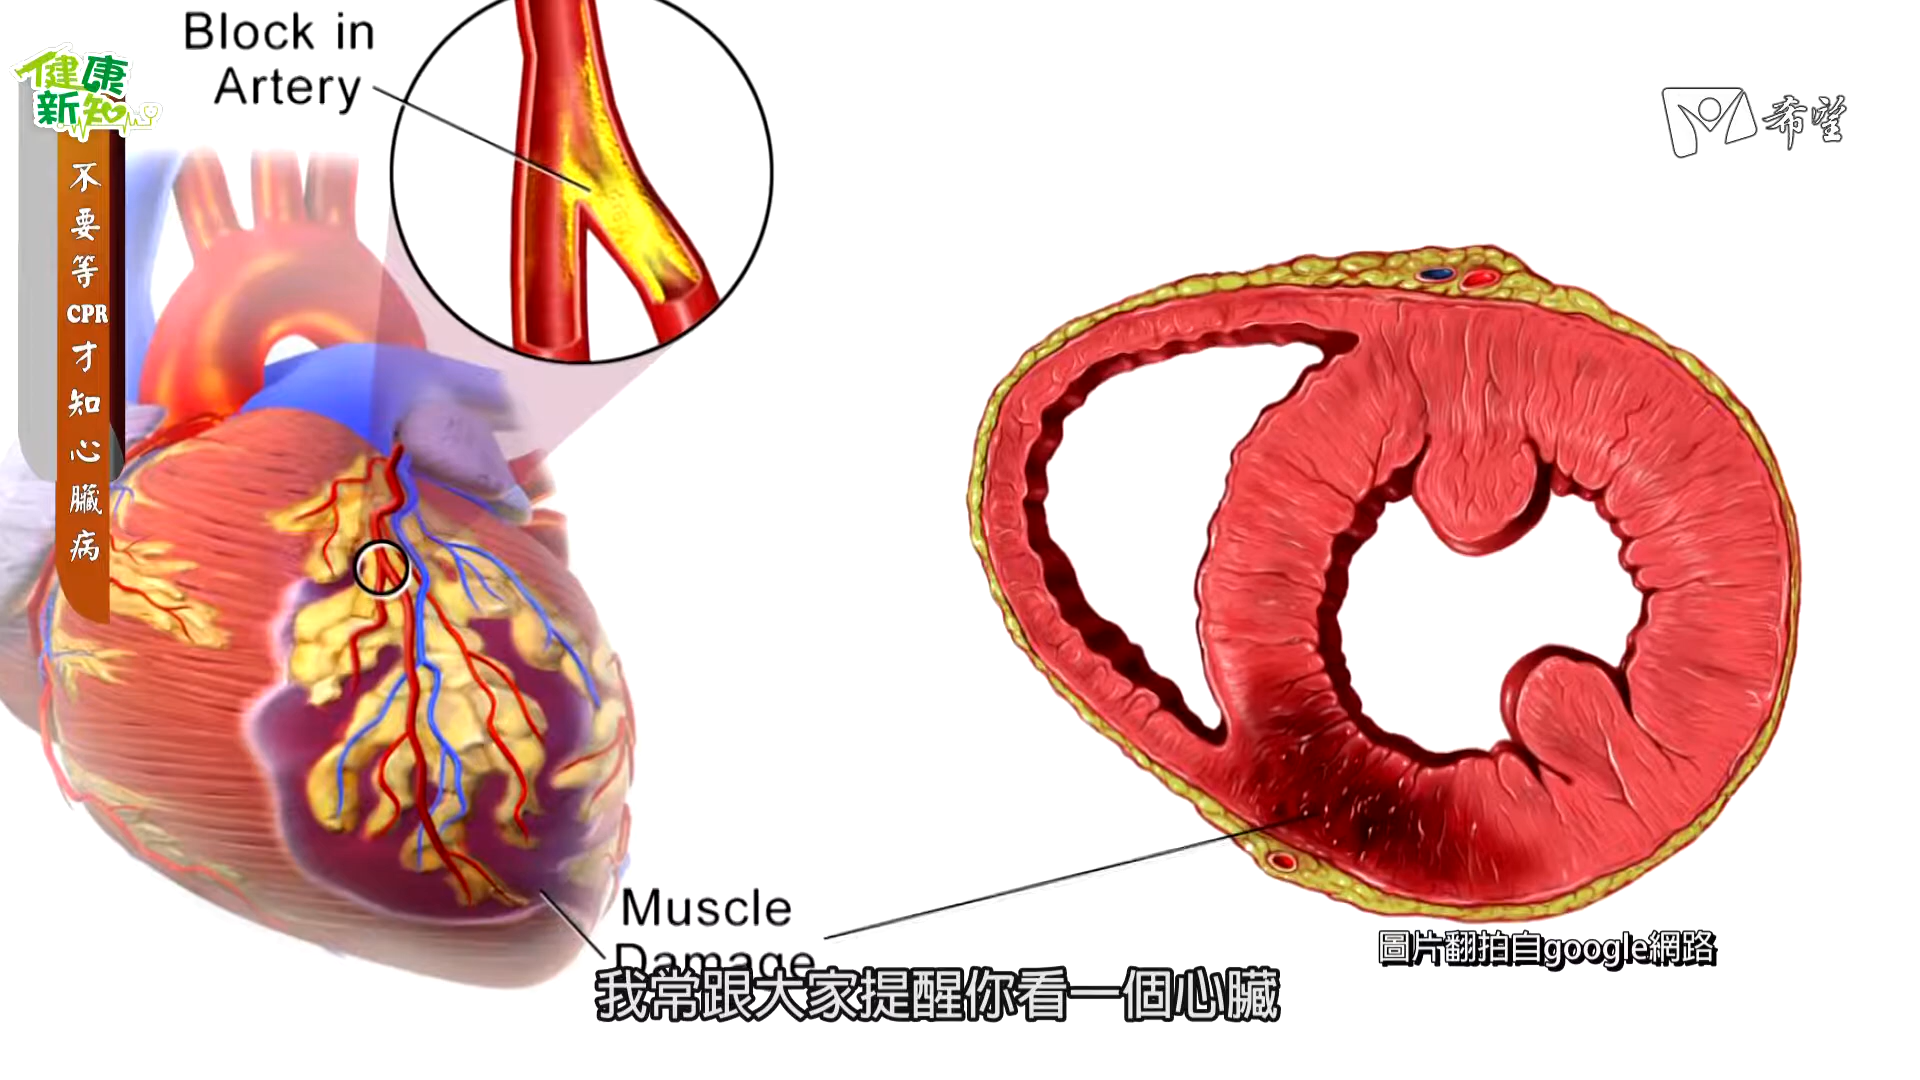 Block in
Artery
健康
新知
希望
不要等CPR才知心臟病
Muscle
Damage
圖片翻拍自google網路
我常跟大家提醒你看一個心臟